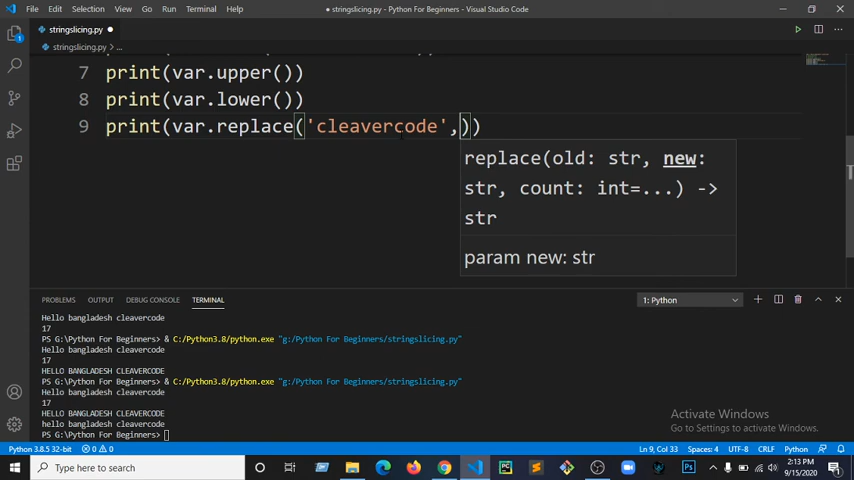 File Edit Selection View Go Run Terminal Help
● stringslicing.py - Python For Beginners - Visual Studio Code
stringslicing.py ●
stringslicing.py > ...
7 print(var.upper())
8 print(var.lower())
9 print(var.replace('cleavercode',))
replace(old: str, new:
str, count: int=...) ->
str
param new: str
PROBLEMS OUTPUT DEBUG CONSOLE TERMINAL
1: Python
Hello bangladesh cleavercode
17
PS G:\Python For Beginners> & C:/Python3.8/python.exe "g:/Python For Beginners/stringslicing.py"
Hello bangladesh cleavercode
17
HELLO BANGLADESH CLEAVERCODE
PS G:\Python For Beginners> & C:/Python3.8/python.exe "g:/Python For Beginners/stringslicing.py"
Hello bangladesh cleavercode
17
HELLO BANGLADESH CLEAVERCODE
hello bangladesh cleavercode
PS G:\Python For Beginners>
Activate Windows
Go to Settings to activate Windows.
Python 3.8.5 32-bit 0 0 Ln 9, Col 33 Spaces: 4 UTF-8 CRLF Python
Type here to search
2:13 PM
9/15/2020